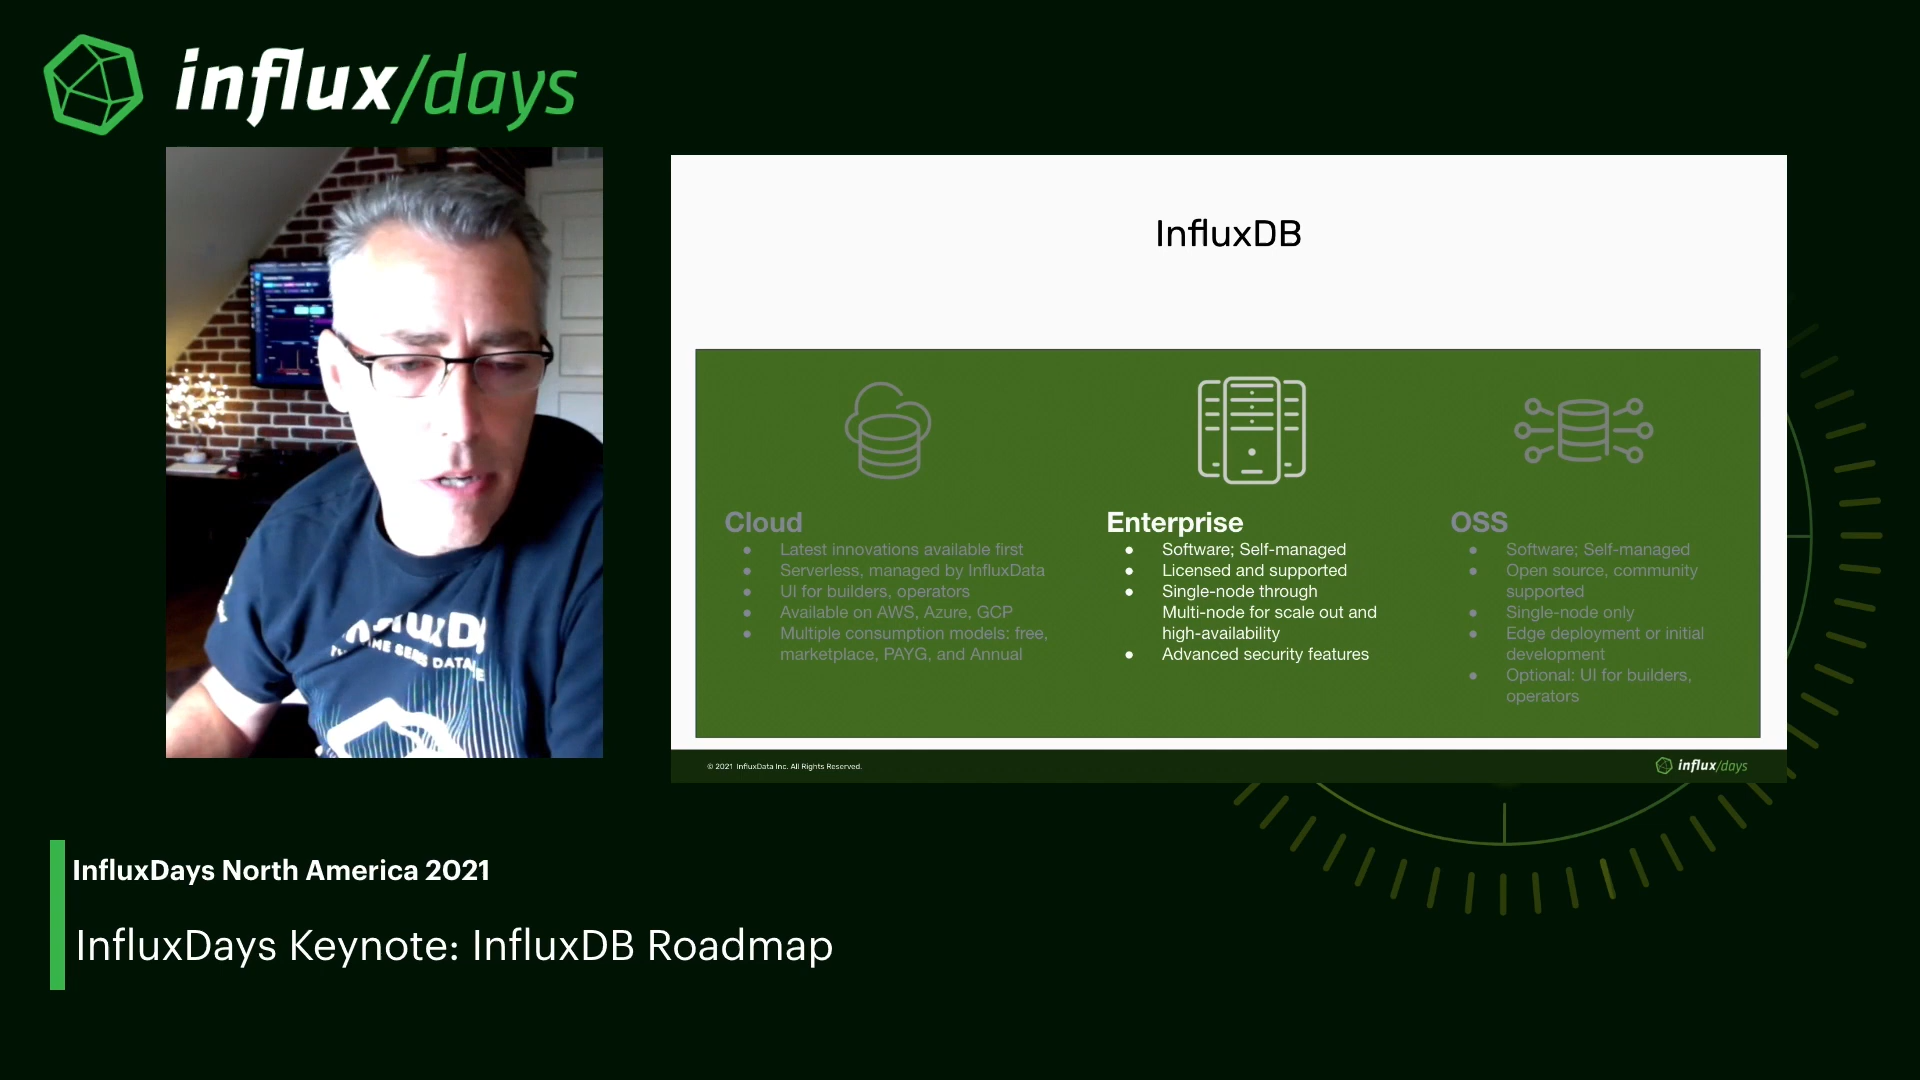 influx/days
InfluxDB
Cloud
● Latest innovations available first
● Serverless, managed by InfluxData
● UI for builders, operators
● Available on AWS, Azure, GCP
● Multiple consumption models: free,
marketplace, PAYG, and Annual
Enterprise
● Software; Self-managed
● Licensed and supported
● Single-node through
Multi-node for scale out and
high-availability
● Advanced security features
OSS
● Software; Self-managed
● Open source, community
supported
● Single-node only
● Edge deployment or initial
development
● Optional: UI for builders,
operators
© 2021 InfluxData Inc. All Rights Reserved.
influx/days
InfluxDays North America 2021
InfluxDays Keynote: InfluxDB Roadmap